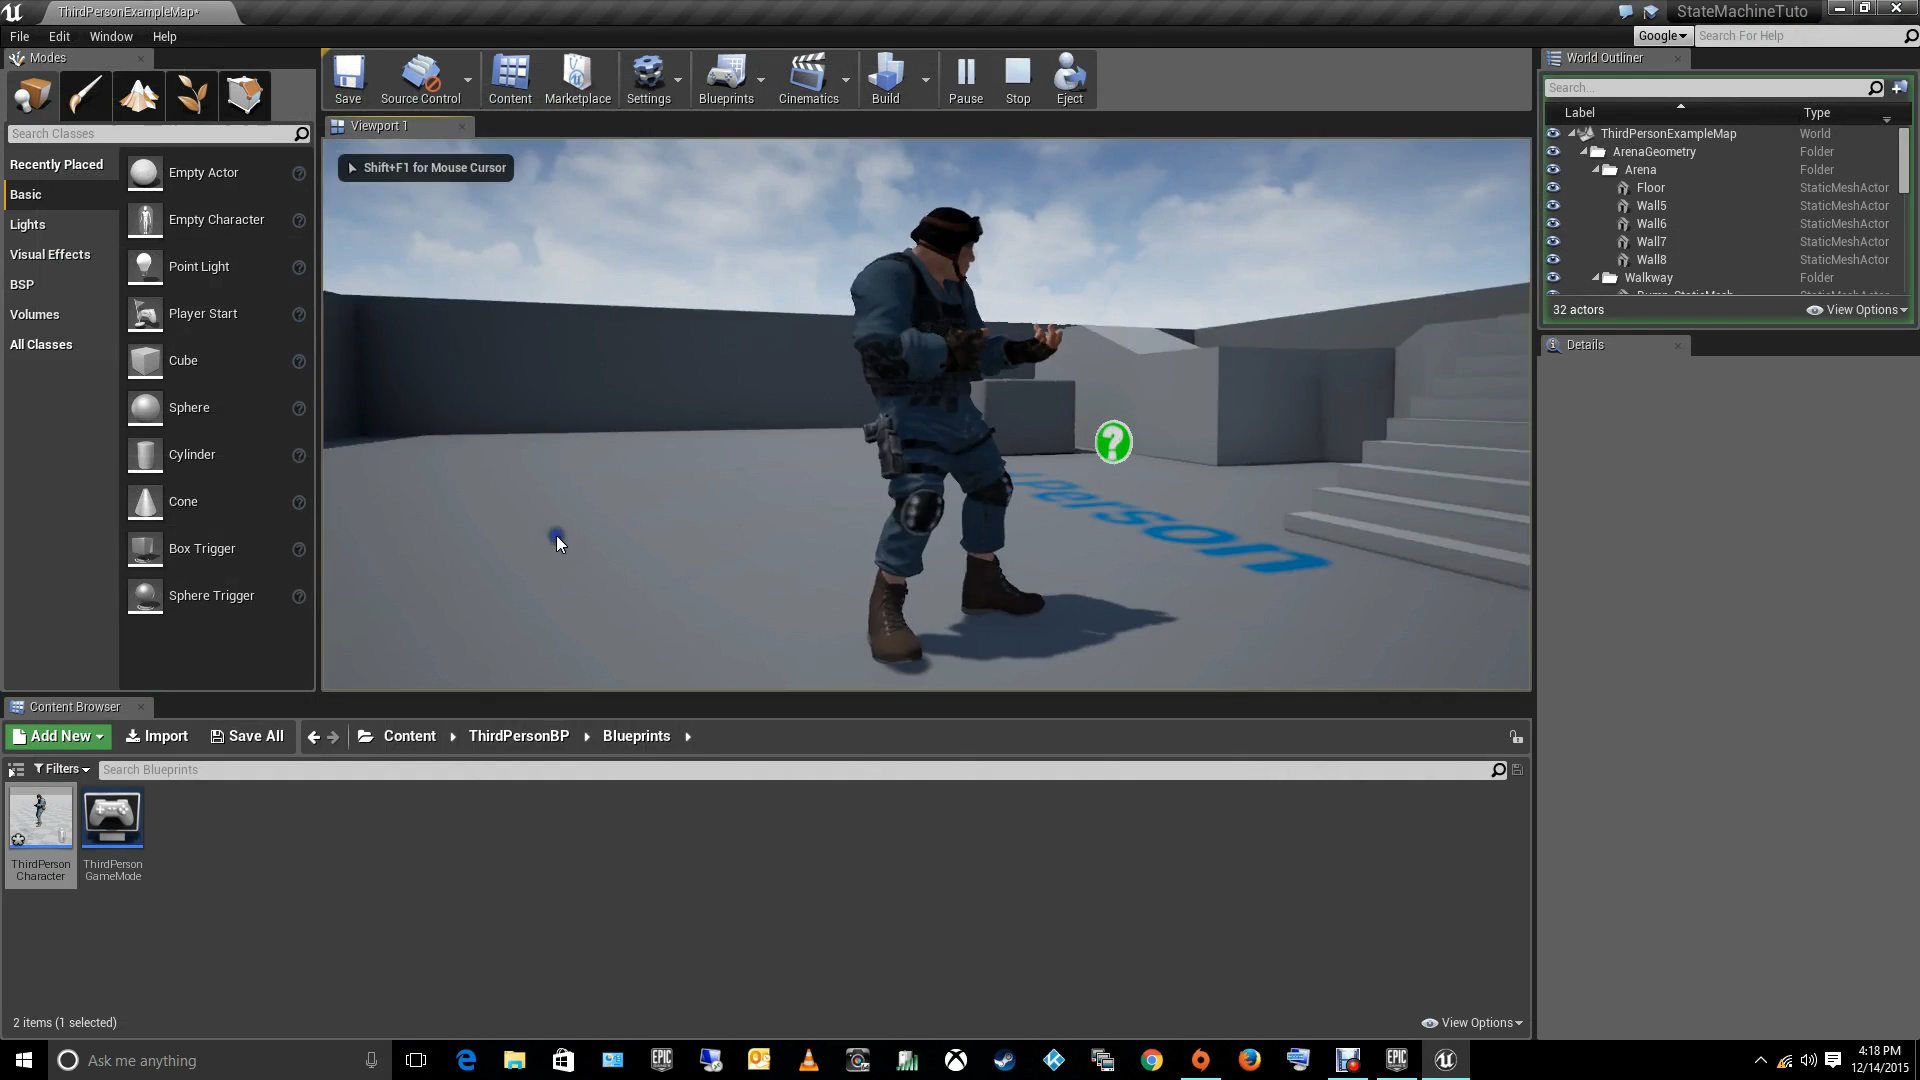 ThirdPersonExampleMap*
StateMachineTuto
File Edit Window Help
Google
Search For Help
Modes
Search Classes
Recently Placed
Basic
Lights
Visual Effects
BSP
Volumes
All Classes
Empty Actor
Empty Character
Point Light
Player Start
Cube
Sphere
Cylinder
Cone
Box Trigger
Sphere Trigger
Save
Source Control
Content
Marketplace
Settings
Blueprints
Cinematics
Build
Pause
Stop
Eject
Viewport 1
Shift+F1 for Mouse Cursor
Person
World Outliner
Search...
Label Type
ThirdPersonExampleMap World
ArenaGeometry Folder
Arena Folder
Floor StaticMeshActor
Wall5 StaticMeshActor
Wall6 StaticMeshActor
Wall7 StaticMeshActor
Wall8 StaticMeshActor
Walkway Folder
32 actors
View Options
Details
Content Browser
Add New
Import
Save All
Content
ThirdPersonBP
Blueprints
Filters
Search Blueprints
ThirdPerson
Character
ThirdPerson
GameMode
2 items (1 selected)
View Options
Ask me anything
EPIC
EPIC
4:18 PM
12/14/2015